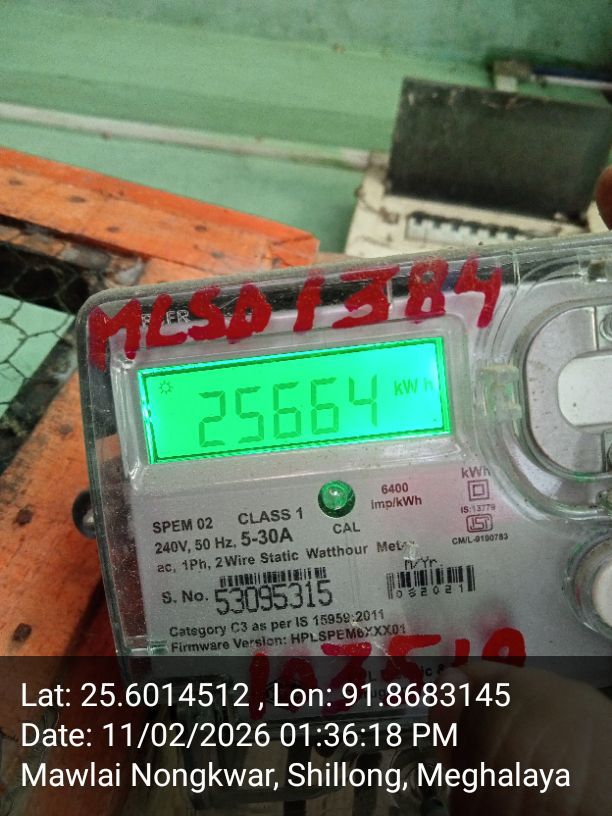 MLSD1384
25664 kWh
6400
imp/kWh
kWh
SPEM 02 CLASS 1
CAL
IS:13779
CM/L-9190763
240V, 50 Hz, 5-30A
ac, 1Ph, 2Wire Static Watthour Meter
M/Yr.
082021
S. No. 53095315
Category C3 as per IS 15959:2011
Firmware Version: HPLSPEM6XXX01
Lat: 25.6014512 , Lon: 91.8683145
Date: 11/02/2026 01:36:18 PM
Mawlai Nongkwar, Shillong, Meghalaya